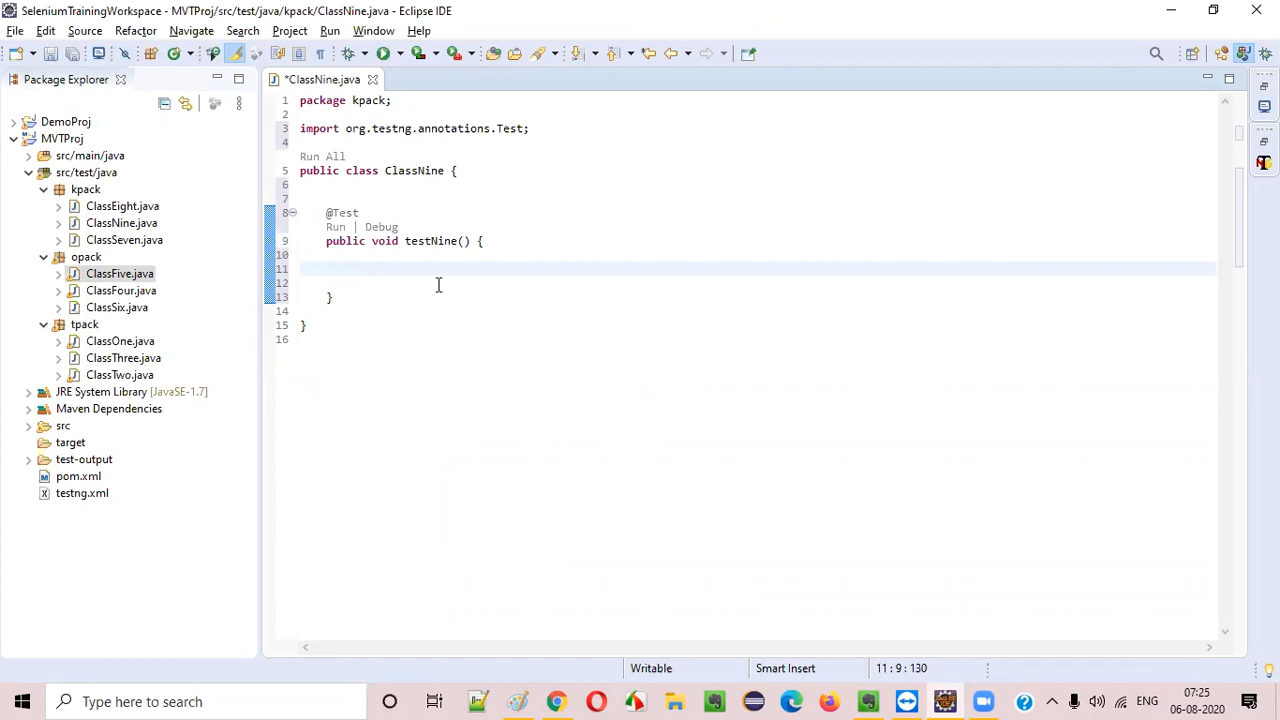 SeleniumTrainingWorkspace - MVTProj/src/test/java/kpack/ClassNine.java - Eclipse IDE
File Edit Source Refactor Navigate Search Project Run Window Help
Package Explorer
*ClassNine.java
DemoProj
MVTProj
src/main/java
src/test/java
kpack
ClassEight.java
ClassNine.java
ClassSeven.java
opack
ClassFive.java
ClassFour.java
ClassSix.java
tpack
ClassOne.java
ClassThree.java
ClassTwo.java
JRE System Library [JavaSE-1.7]
Maven Dependencies
src
target
test-output
pom.xml
testng.xml
1 package kpack;
2
3 import org.testng.annotations.Test;
4
Run All
5 public class ClassNine {
6
7
8 @Test
Run | Debug
9 public void testNine() {
10
11
12
13 }
14
15 }
16
Writable Smart Insert 11 : 9 : 130
Type here to search
ENG
07:25
06-08-2020